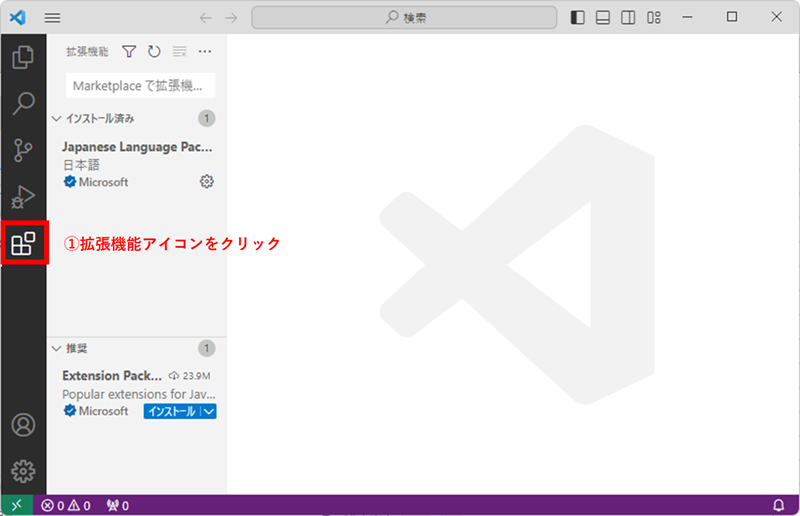 検索
拡張機能
Marketplace で拡張機...
インストール済み
1
Japanese Language Pac...
日本語
Microsoft
①拡張機能アイコンをクリック
推奨
1
Extension Pack... 23.9M
Popular extensions for Jav...
Microsoft インストール
0 0 0